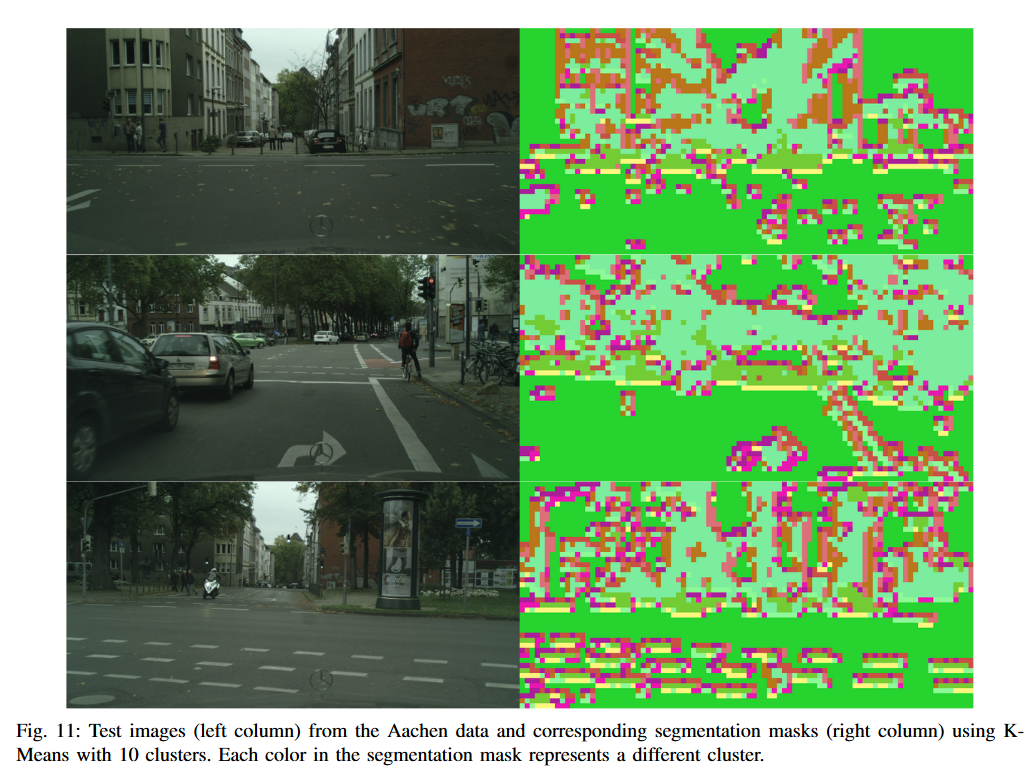 Fig. 11: Test images (left column) from the Aachen data and corresponding segmentation masks (right column) using K-
Means with 10 clusters. Each color in the segmentation mask represents a different cluster.